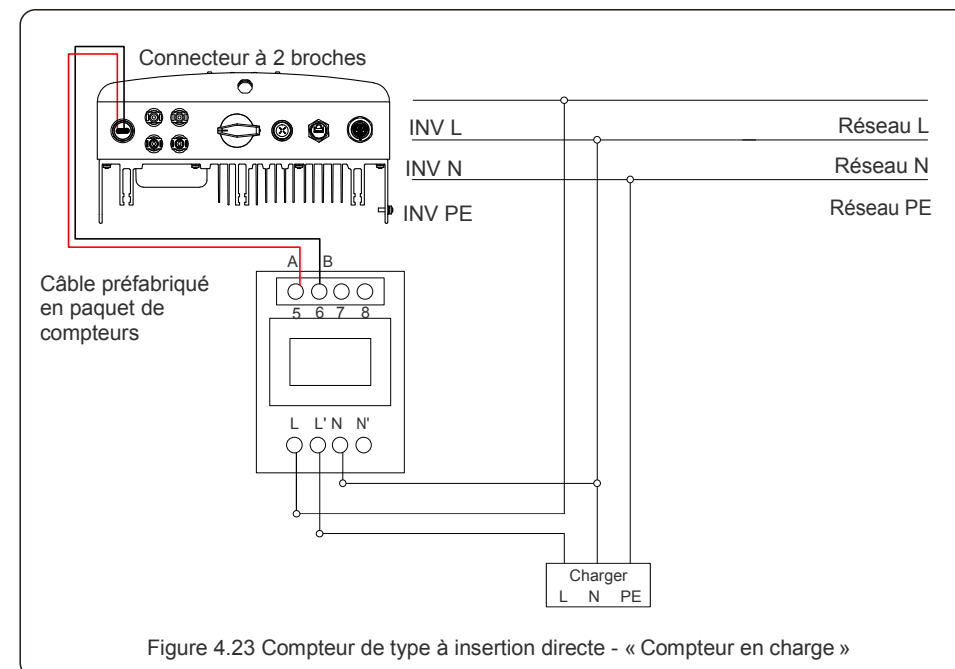 Connecteur à 2 broches
INV L
Réseau L
INV N
Réseau N
INV PE
Réseau PE
Câble préfabriqué
en paquet de
compteurs
A B
5 6 7 8
L L' N N'
Charger
L N PE
Figure 4.23 Compteur de type à insertion directe - « Compteur en charge »